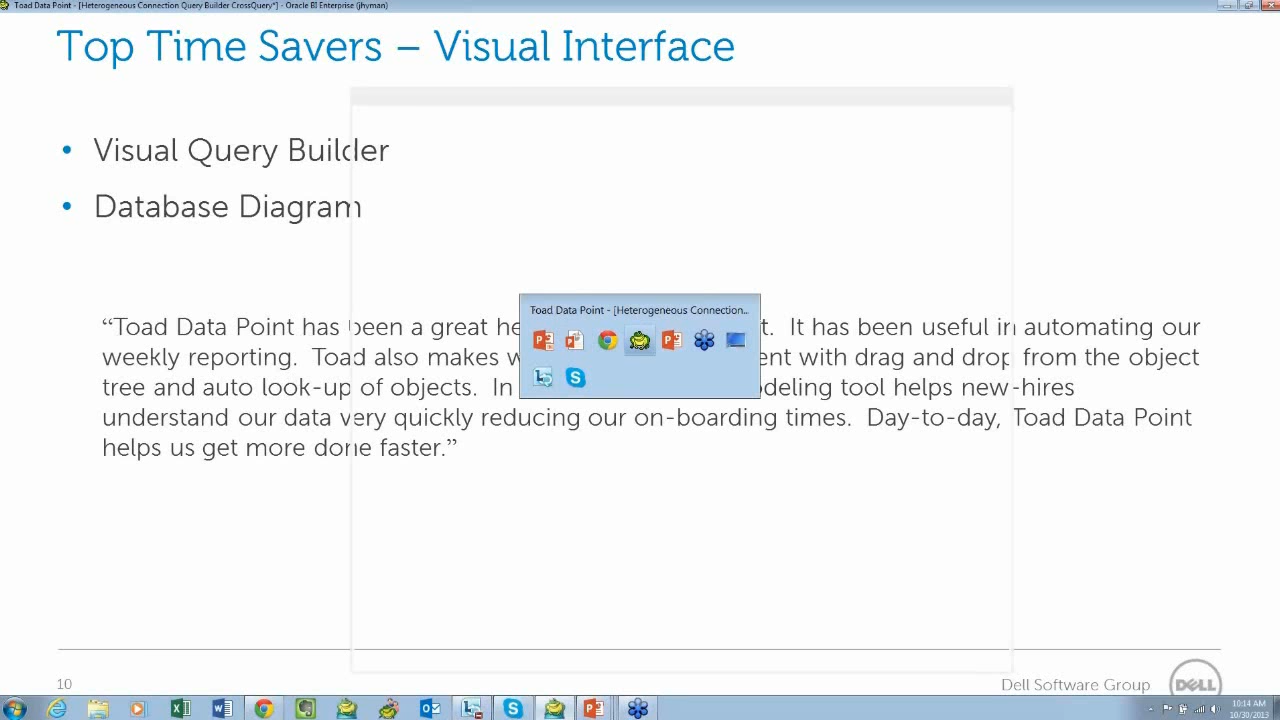 Toad Data Point - [Heterogeneous Connection Query Builder CrossQuery*] - Oracle BI Enterprise (jhyman)
Top Time Savers – Visual Interface
• Visual Query Builder
• Database Diagram
Toad Data Point - [Heterogeneous Connection...
“Toad Data Point has been a great he t. It has been useful in automating our
weekly reporting. Toad also makes w ent with drag and drop from the object
tree and auto look-up of objects. In deling tool helps new-hires
understand our data very quickly reducing our on-boarding times. Day-to-day, Toad Data Point
helps us get more done faster.”
10
Dell Software Group
DELL
10:14 AM
10/30/2013